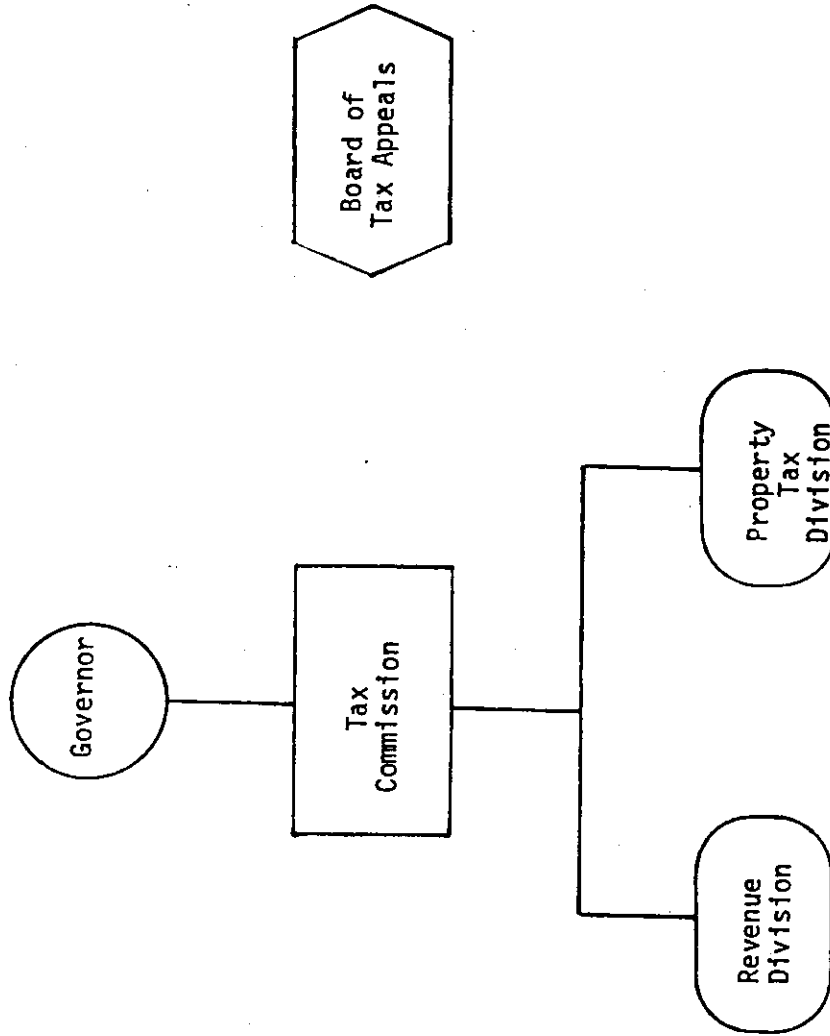 Governor
Tax
Commission
Board of
Tax Appeals
Revenue
Division
Property
Tax
Division